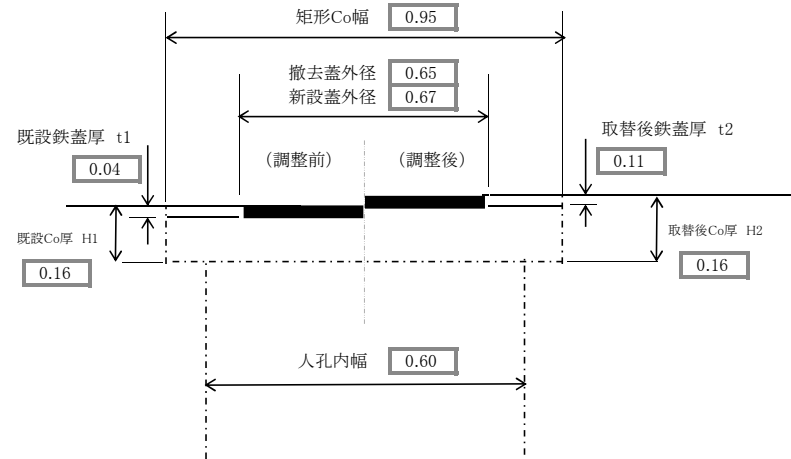 矩形Co幅 0.95
撤去蓋外径 0.65
新設蓋外径 0.67
既設鉄蓋厚 t1
0.04
(調整前) (調整後)
取替後鉄蓋厚 t2
0.11
既設Co厚 H1
0.16
取替後Co厚 H2
0.16
人孔内幅 0.60